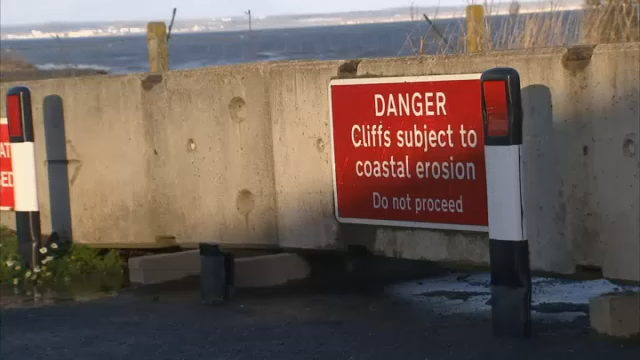 DANGER
Cliffs subject to
coastal erosion
Do not proceed